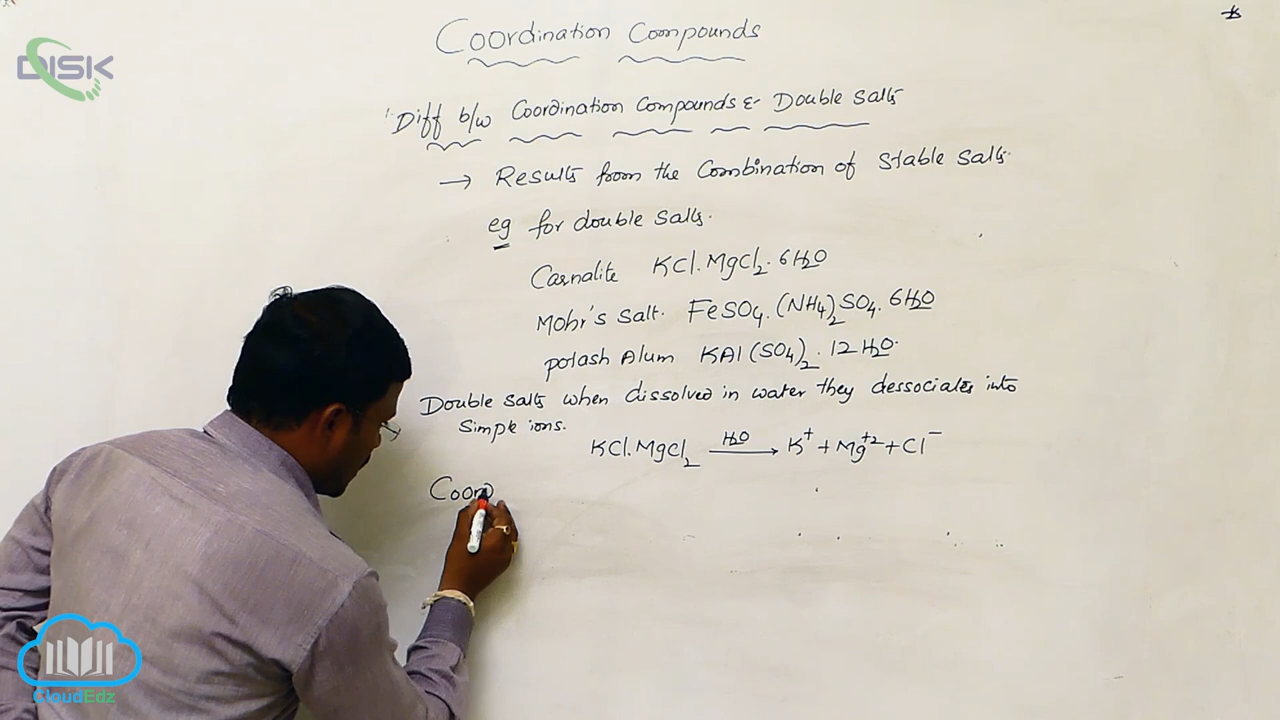 DISK
Coordination Compounds
Diff b/w Coordination Compounds & Double Salts
→ Results from the Combination of Stable Salts.
eg for double Salts.
Carnalite KCl.MgCl₂.6H₂O
Mohr's Salt. FeSO₄.(NH₄)₂SO₄.6H₂O
potash Alum KAl(SO₄)₂.12H₂O.
Double Salts when dissolved in water they dessociates into
Simple ions.
KCl.MgCl₂ H₂O → K⁺ + Mg⁺² + Cl⁻
Coord
CloudEdz